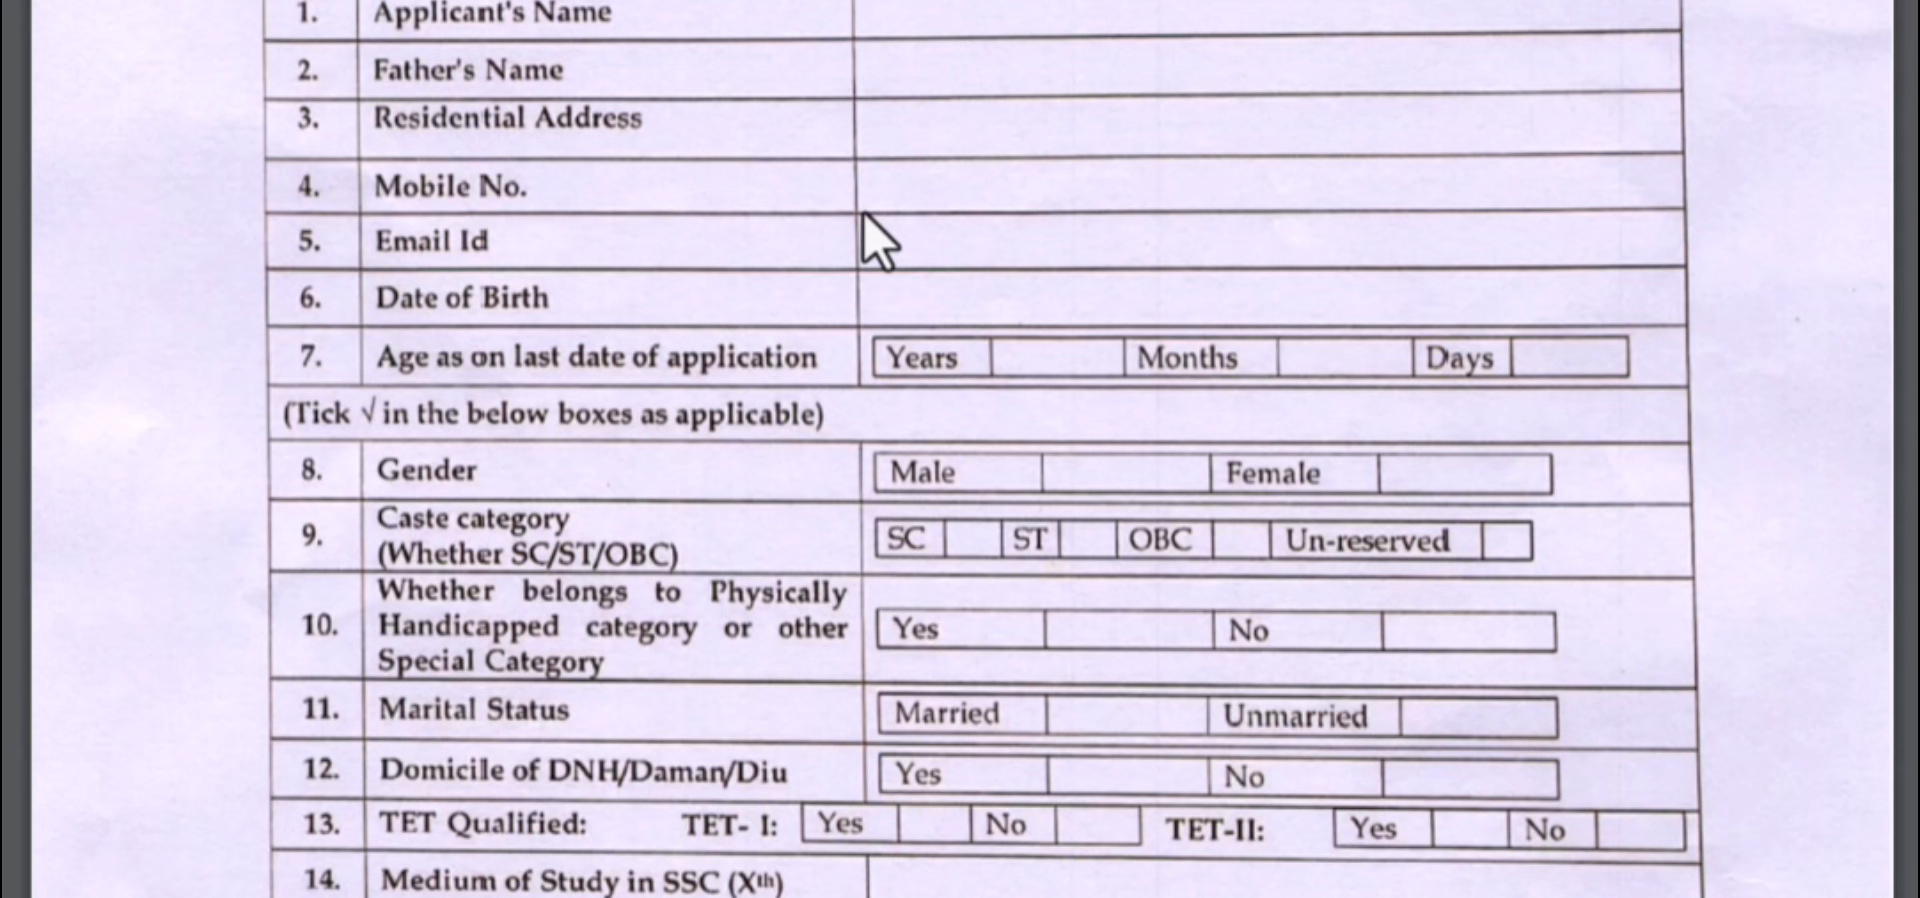 1. Applicant's Name
2. Father's Name
3. Residential Address
4. Mobile No.
5. Email Id
6. Date of Birth
7. Age as on last date of application Years Months Days
(Tick √ in the below boxes as applicable)
8. Gender Male Female
9. Caste category
(Whether SC/ST/OBC) SC ST OBC Un-reserved
10. Whether belongs to Physically
Handicapped category or other
Special Category Yes No
11. Marital Status Married Unmarried
12. Domicile of DNH/Daman/Diu Yes No
13. TET Qualified: TET- I: Yes No TET-II: Yes No
14. Medium of Study in SSC (Xth)